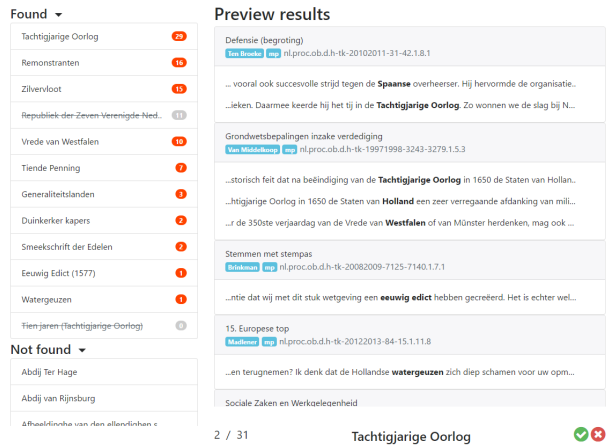 Found
Tachtigjarige Oorlog 29
Remonstranten 16
Zilvervloot 15
Republiek der Zeven Verenigde Ned.. 11
Vrede van Westfalen 10
Tiende Penning 7
Generaliteitslanden 3
Duinkerker kapers 2
Smeekschrift der Edelen 2
Eeuwig Edict (1577) 1
Watergeuzen 1
Tien jaren (Tachtigjarige Oorlog) 0
Not found
Abdij Ter Hage
Abdij van Rijnsburg
Afbeeldinghe van den ellendighen s
Preview results
Defensie (begroting)
Ten Broeke mp nl.proc.ob.d.h-tk-20102011-31-42.1.8.1
... vooral ook succesvolle strijd tegen de Spaanse overheerser. Hij hervormde de organisatie..
...ieken. Daarmee keerde hij het tij in de Tachtigjarige Oorlog. Zo wonnen we de slag bij N...
Grondwetsbepalingen inzake verdediging
Van Middelkoop mp nl.proc.ob.d.h-tk-19971998-3243-3279.1.5.3
...storisch feit dat na beëindiging van de Tachtigjarige Oorlog in 1650 de Staten van Hollan..
...htigjarige Oorlog in 1650 de Staten van Holland een zeer verregaande afdanking van mili...
...r de 350ste verjaardag van de Vrede van Westfalen of van Münster herdenken, mag ook ...
Stemmen met stempas
Brinkman mp nl.proc.ob.d.h-tk-20082009-7125-7140.1.7.1
...ntie dat wij met dit stuk wetgeving een eeuwig edict hebben gecreëerd. Het is echter wel...
15. Europese top
Madlener mp nl.proc.ob.d.h-tk-20122013-84-15.1.11.8
...en terugnemen? Ik denk dat de Hollandse watergeuzen zich diep schamen voor uw opm...
Sociale Zaken en Werkgelegenheid
2 / 31 Tachtigjarige Oorlog